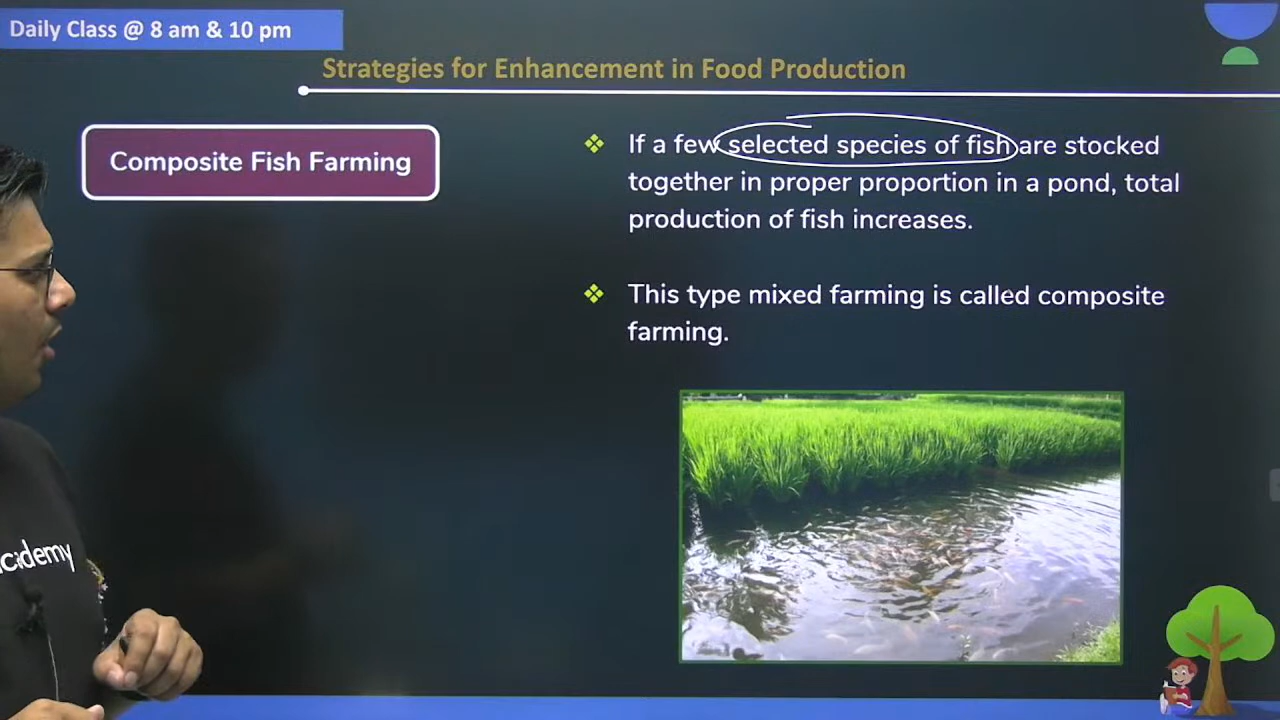 Daily Class @ 8 am & 10 pm
Strategies for Enhancement in Food Production
Composite Fish Farming
If a few selected species of fish are stocked
together in proper proportion in a pond, total
production of fish increases.
This type mixed farming is called composite
farming.
cademy